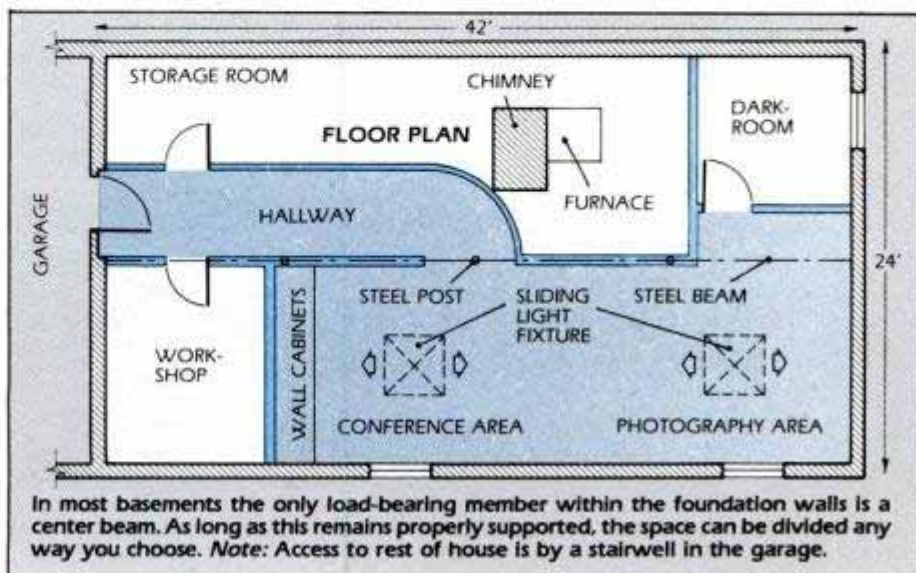 42'
STORAGE ROOM
CHIMNEY
DARK-
ROOM
FLOOR PLAN
FURNACE
HALLWAY
GARAGE
24'
STEEL POST
SLIDING
LIGHT
FIXTURE
STEEL BEAM
WORK-
SHOP
WALL CABINETS
CONFERENCE AREA
PHOTOGRAPHY AREA
In most basements the only load-bearing member within the foundation walls is a
center beam. As long as this remains properly supported, the space can be divided any
way you choose. Note: Access to rest of house is by a stairwell in the garage.